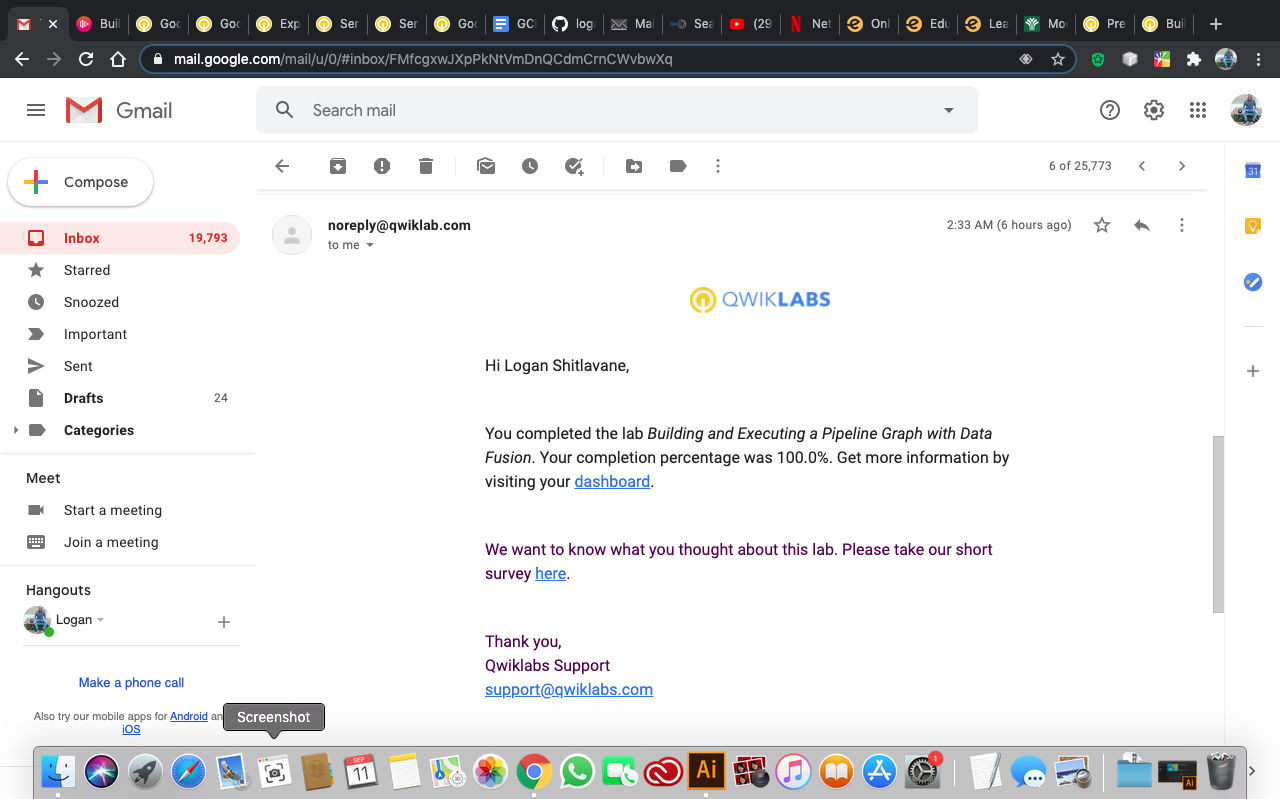 Buil
Goo
Goo
Exp
Ser
Ser
Goo
GCI
loga
Mai
Sea
(29
Net
Onl
Edu
Lea
Mo
Pre
Buil
mail.google.com/mail/u/0/#inbox/FMfcgxwJXpPkNtVmDnQCdmCrnCWvbwXq
Gmail
Search mail
Compose
6 of 25,773
31
Inbox 19,793
Starred
Snoozed
Important
Sent
Drafts 24
Categories
Meet
Start a meeting
Join a meeting
Hangouts
Logan
Make a phone call
Also try our mobile apps for Android an
iOS
noreply@qwiklab.com
2:33 AM (6 hours ago)
to me
QWIKLABS
Hi Logan Shitlavane,
You completed the lab Building and Executing a Pipeline Graph with Data
Fusion. Your completion percentage was 100.0%. Get more information by
visiting your dashboard.
We want to know what you thought about this lab. Please take our short
survey here.
Thank you,
Qwiklabs Support
support@qwiklabs.com
Screenshot
SEP
11
Ai
1
Ai